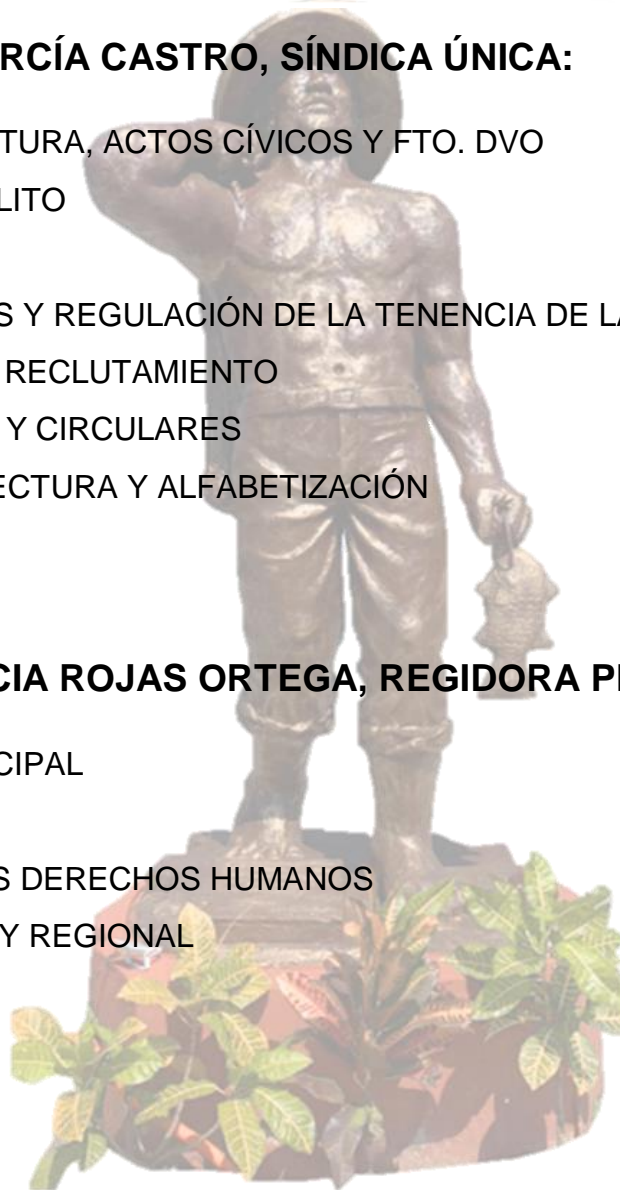 RCÍA CASTRO, SÍNDICA ÚNICA:
TURA, ACTOS CÍVICOS Y FTO. DVO
LITO
S Y REGULACIÓN DE LA TENENCIA DE LA
RECLUTAMIENTO
Y CIRCULARES
ECTURA Y ALFABETIZACIÓN
CIA ROJAS ORTEGA, REGIDORA P
CIPAL
S DERECHOS HUMANOS
Y REGIONAL